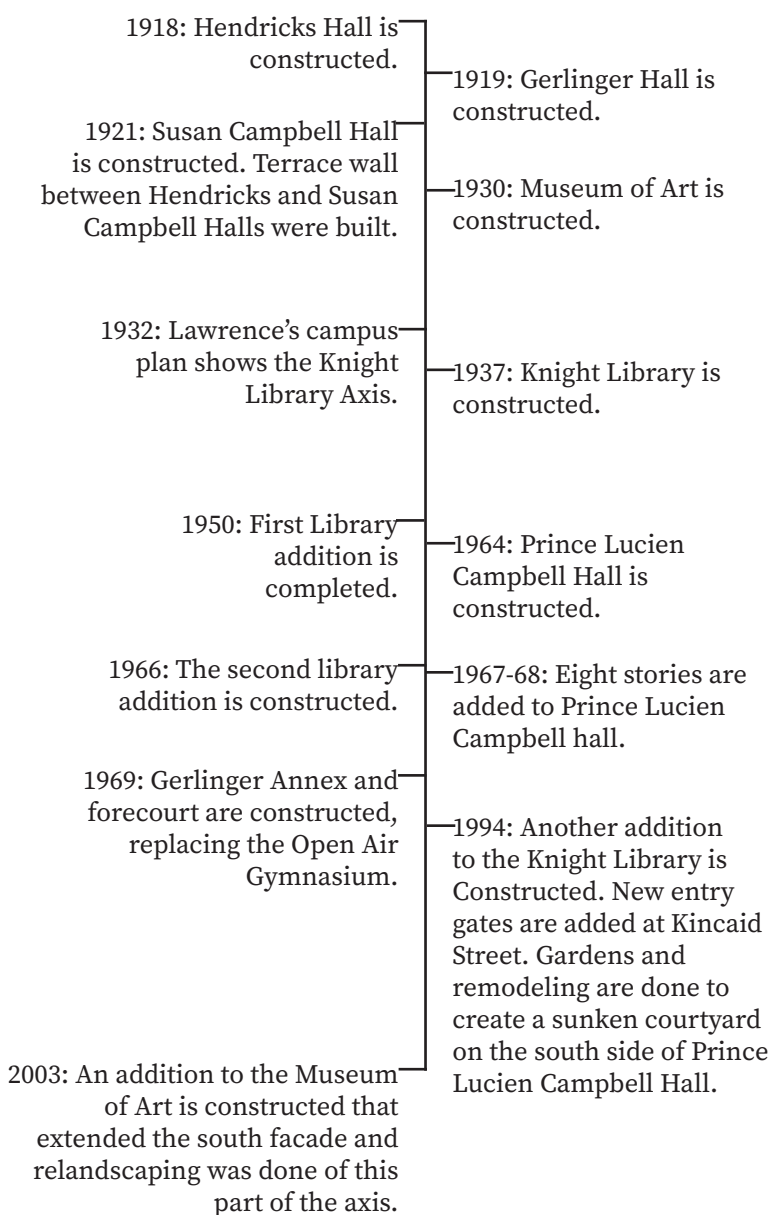 1918: Hendricks Hall is
constructed.
1919: Gerlinger Hall is
constructed.
1921: Susan Campbell Hall
is constructed. Terrace wall
between Hendricks and Susan
Campbell Halls were built.
1930: Museum of Art is
constructed.
1932: Lawrence’s campus
plan shows the Knight
Library Axis.
1937: Knight Library is
constructed.
1950: First Library
addition is
completed.
1964: Prince Lucien
Campbell Hall is
constructed.
1966: The second library
addition is constructed.
1967-68: Eight stories are
added to Prince Lucien
Campbell hall.
1969: Gerlinger Annex and
forecourt are constructed,
replacing the Open Air
Gymnasium.
1994: Another addition
to the Knight Library is
Constructed. New entry
gates are added at Kincaid
Street. Gardens and
remodeling are done to
create a sunken courtyard
on the south side of Prince
Lucien Campbell Hall.
2003: An addition to the Museum
of Art is constructed that
extended the south facade and
relandscaping was done of this
part of the axis.